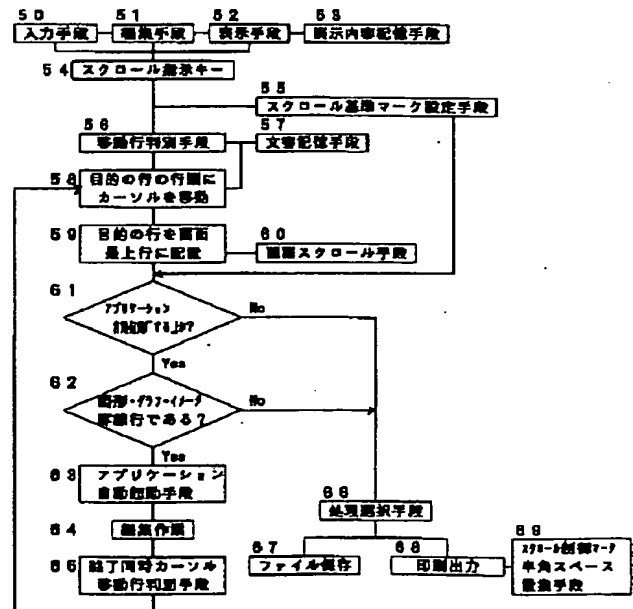 50
入力手段
51
編集手段
52
表示手段
53
表示内容記憶手段
54
スクロール指示キー
55
スクロール基準マーク設定手段
56
移動行判別手段
57
文書記憶手段
58
目的の行の行頭に
カーソルを移動
59
目的の行を画面
最上行に配置
60
画面スクロール手段
61
アプリケーション
する
No
Yes
62
図形・グラフ・イメージ
行である?
No
Yes
63
アプリケーション
自動起動手段
64
編集作業
65
終了同時カーソル
移動行判別手段
66
処理選択手段
67
ファイル保存
68
印刷出力
69
スクロール制御マーク
半角スペース
置換手段